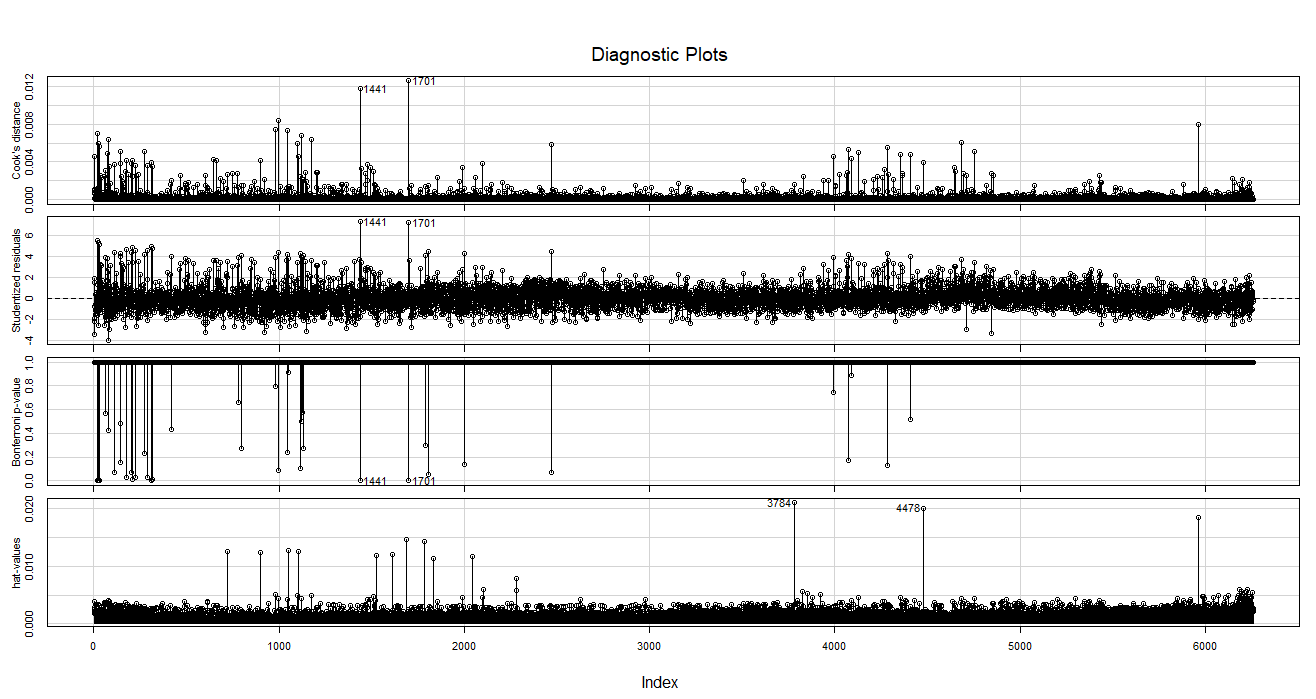 Diagnostic Plots
Cook's distance
0.000 0.004 0.008 0.012
1441
1701
Studentized residuals
-4 -2 0 2 4 6
1441
1701
Bonferroni p-value
0.0 0.2 0.4 0.6 0.8 1.0
1441
1701
hat-values
0.000 0.010 0.020
3784
4478
0 1000 2000 3000 4000 5000 6000
Index